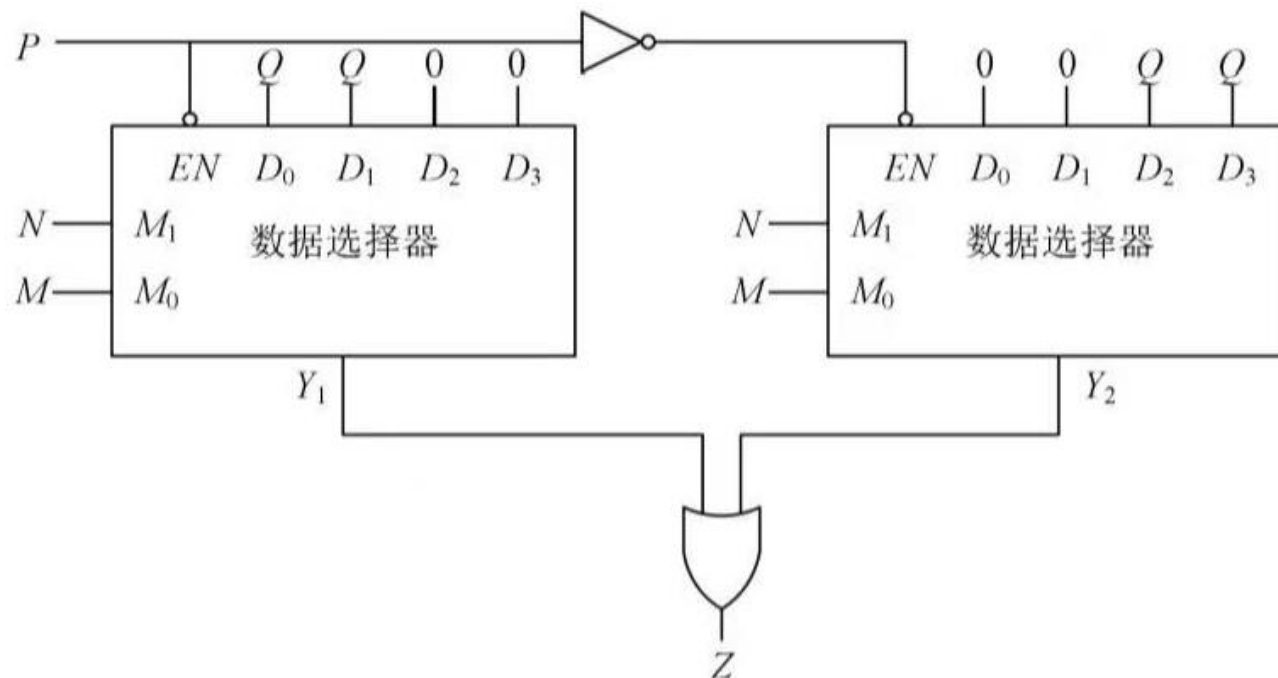 P
Q Q 0 0
0 0 Q Q
EN D₀ D₁ D₂ D₃
EN D₀ D₁ D₂ D₃
N M₁ 数据选择器
N M₁ 数据选择器
M M₀
M M₀
Y₁
Y₂
Z